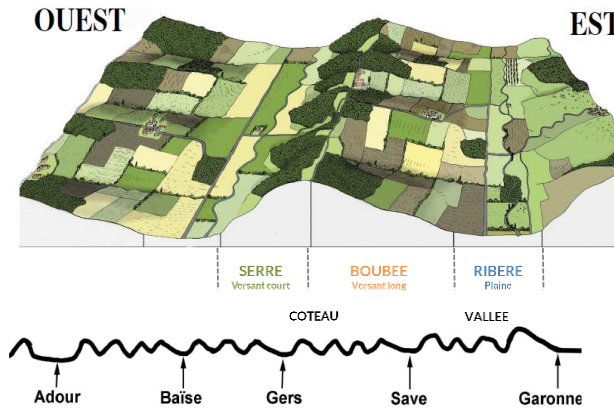 OUEST
EST
SERRE
Versant court
BOUBEE
Versant long
RIBERE
Plaine
COTEAU
VALLEE
Adour
Baïse
Gers
Save
Garonne